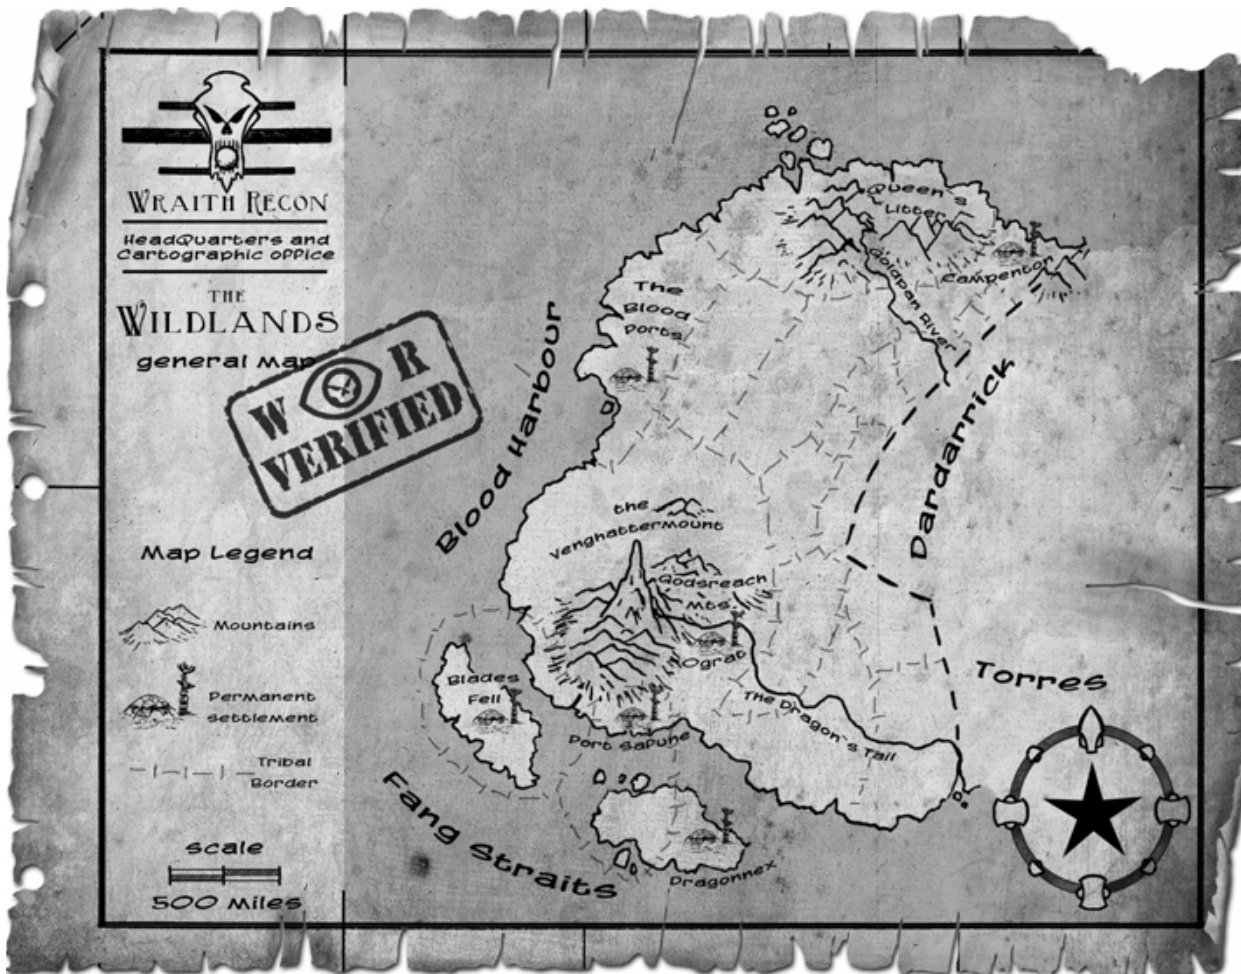 WRAITH RECON
HeadQuarters and
Cartographic office
THE
WILDLANDS
general map
W R
VERIFIED
Map Legend
Mountains
Permanent
settlement
Tribal
Border
scale
500 Miles
Queen's
Litter
Goldpan River
Campentor
The
Blood
Ports
Blood Harbour
Dardarrick
the
Venghattermount
Godsreach
Mts.
Ograt
The Dragon's Tail
Torres
Blades
Fell
Port Sapune
Fang Straits
Dragonnex